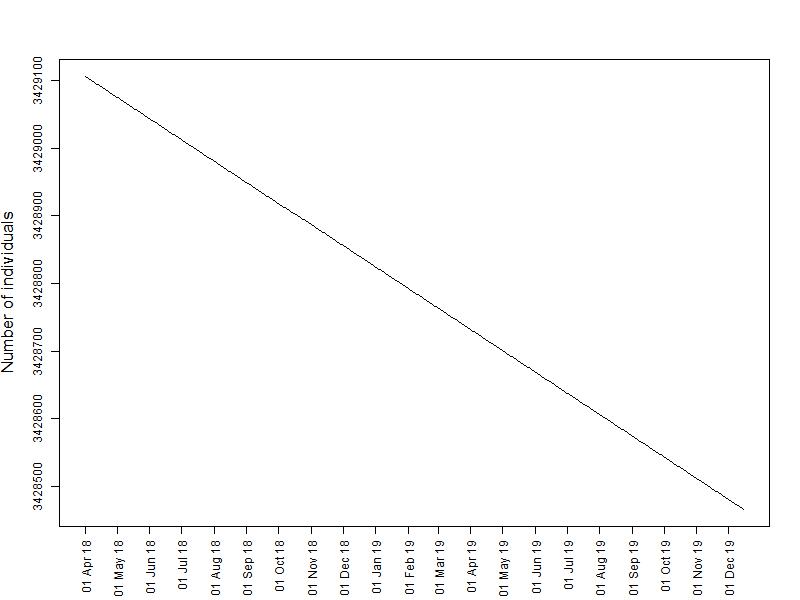 Number of individuals
3429100
3429000
3428900
3428800
3428700
3428600
3428500
01 Apr 18
01 May 18
01 Jun 18
01 Jul 18
01 Aug 18
01 Sep 18
01 Oct 18
01 Nov 18
01 Dec 18
01 Jan 19
01 Feb 19
01 Mar 19
01 Apr 19
01 May 19
01 Jun 19
01 Jul 19
01 Aug 19
01 Sep 19
01 Oct 19
01 Nov 19
01 Dec 19